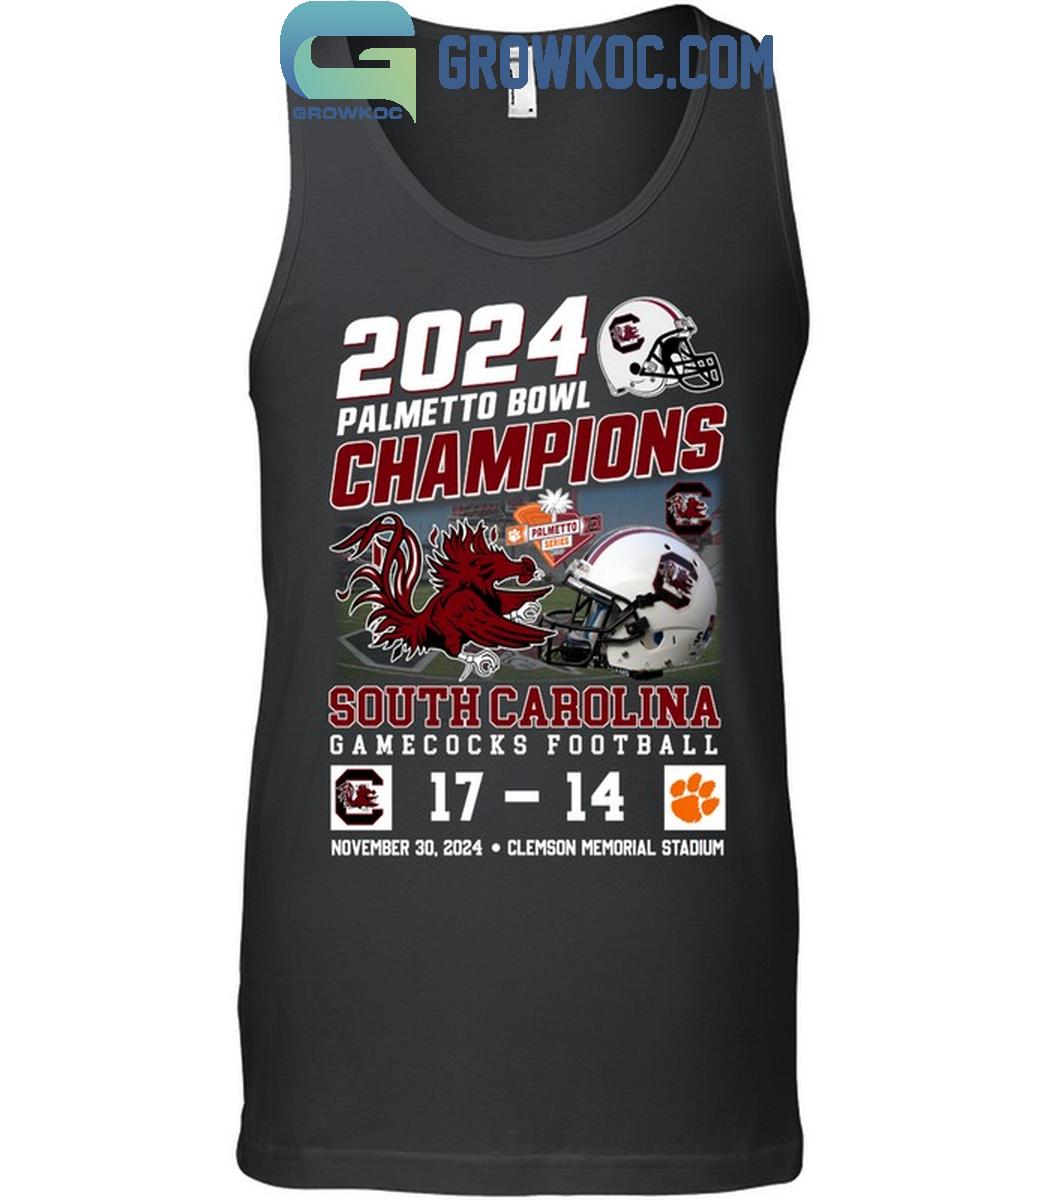 GROWKOC.COM
GROWKOC
2024
PALMETTO BOWL
CHAMPIONS
PALMETTO
SERIES
SOUTH CAROLINA
GAMECOCKS FOOTBALL
17 - 14
NOVEMBER 30, 2024 • CLEMSON MEMORIAL STADIUM